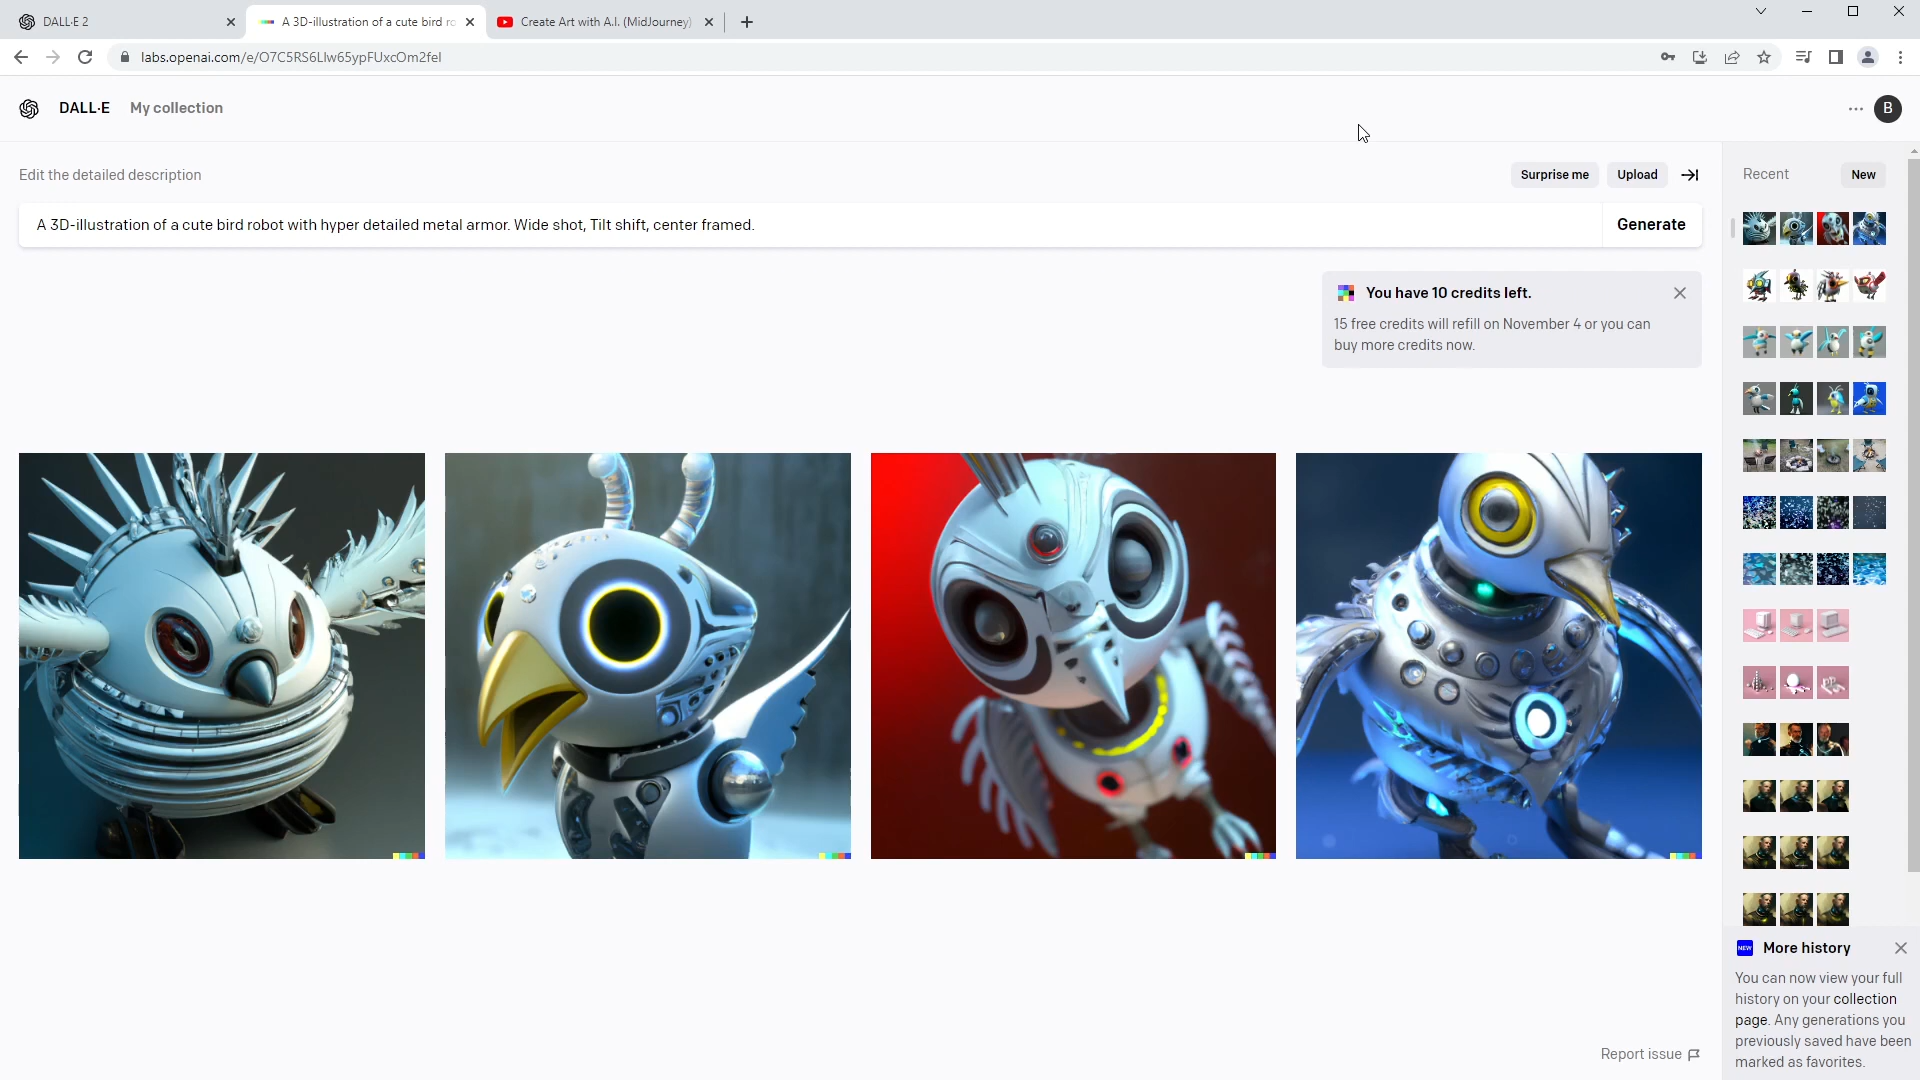 DALL·E 2
A 3D-illustration of a cute bird ro
Create Art with A.I. (MidJourney)
labs.openai.com/e/O7C5RS6Llw65ypFUxcOm2feI
DALL·E
My collection
B
Edit the detailed description
Surprise me
Upload
A 3D-illustration of a cute bird robot with hyper detailed metal armor. Wide shot, Tilt shift, center framed.
Generate
You have 10 credits left.
15 free credits will refill on November 4 or you can
buy more credits now.
Recent
New
NEW More history
You can now view your full
history on your collection
page. Any generations you
previously saved have been
marked as favorites.
Report issue